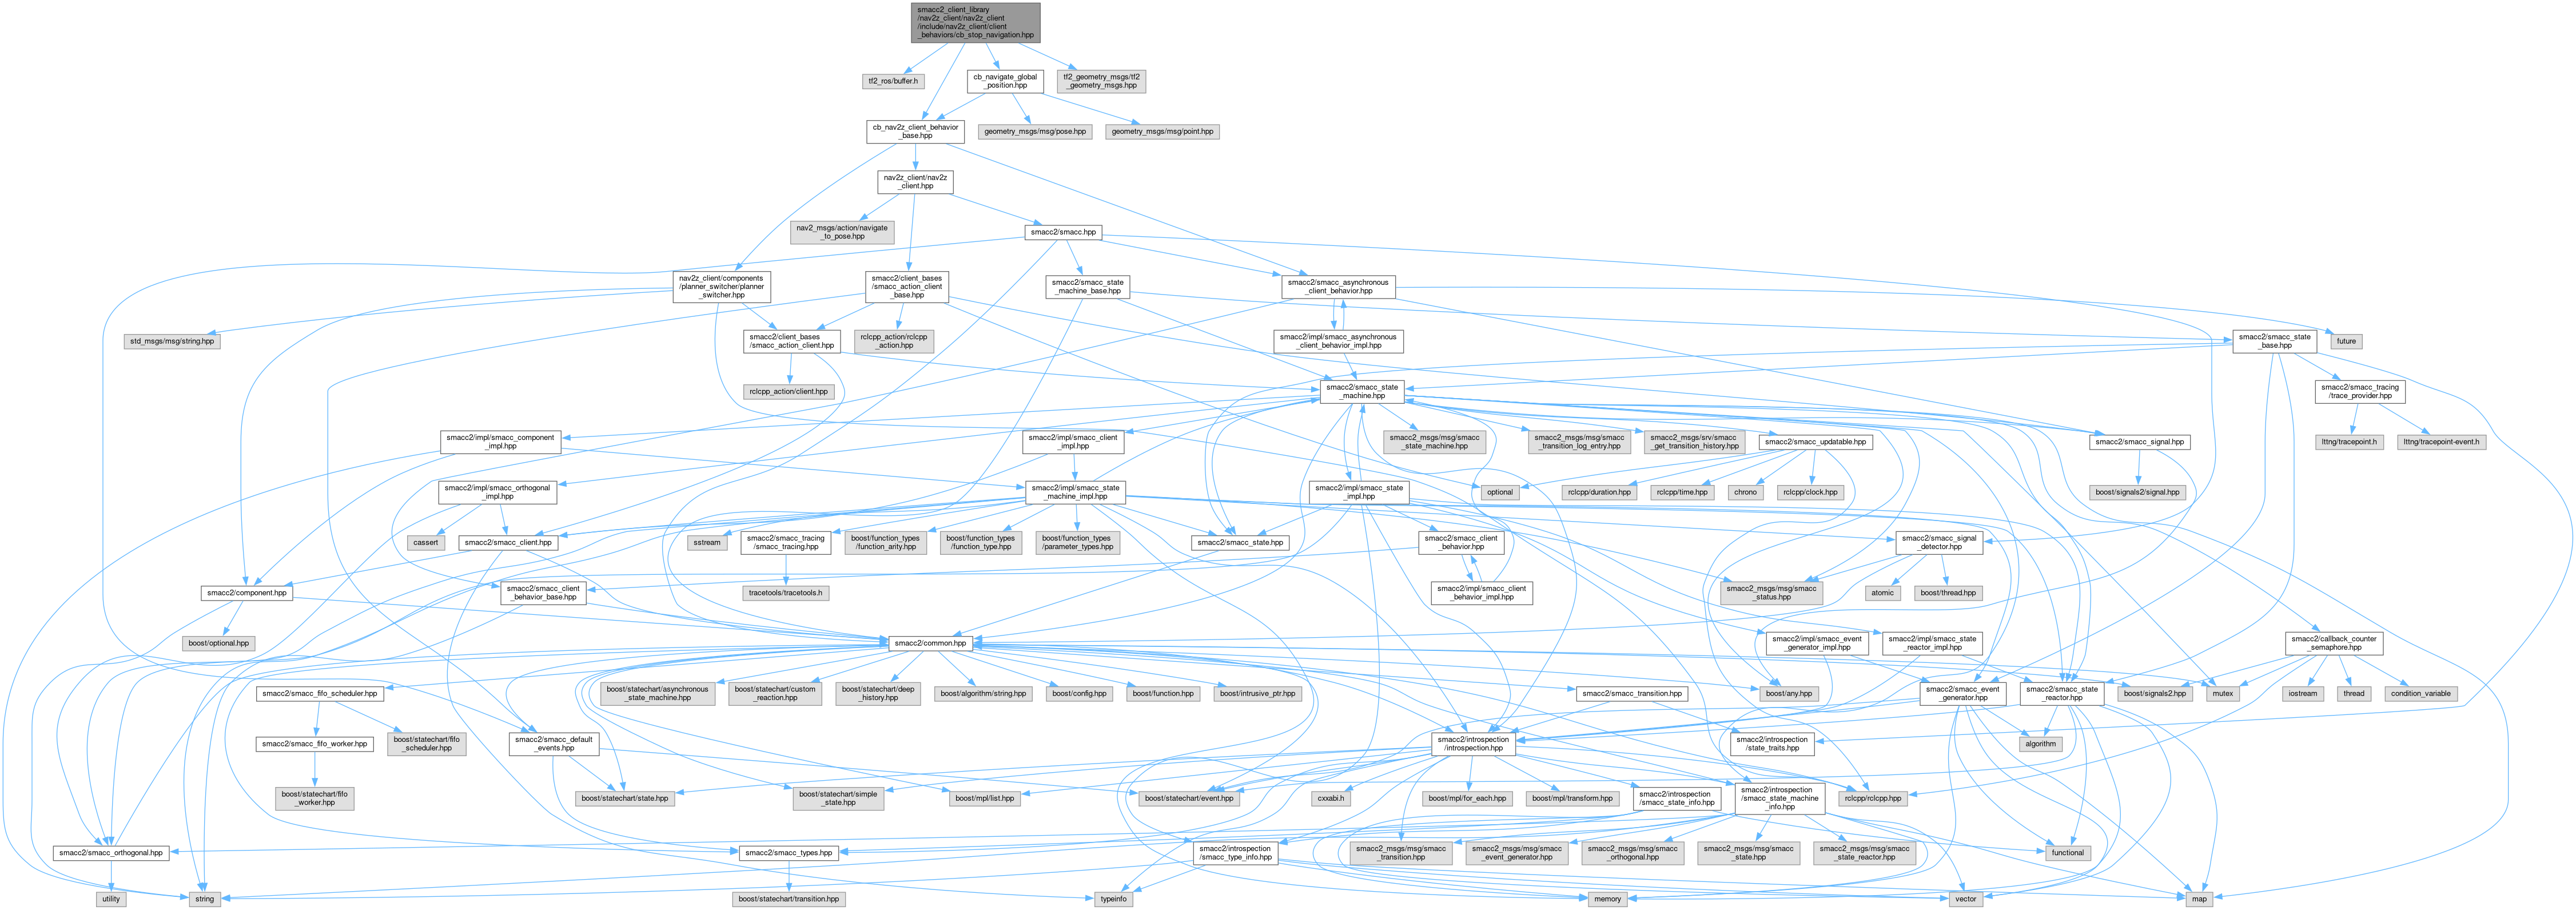 smacc2_client_library
/nav2z_client/nav2z_client
/include/nav2z_client/client
_behaviors/cb_stop_navigation.hpp
tf2_ros/buffer.h
cb_navigate_global
_position.hpp
tf2_geometry_msgs/tf2
_geometry_msgs.hpp
cb_nav2z_client_behavior
_base.hpp
geometry_msgs/msg/pose.hpp
geometry_msgs/msg/point.hpp
nav2z_client/nav2z
_client.hpp
nav2_msgs/action/navigate
_to_pose.hpp
smacc2/smacc.hpp
nav2z_client/components
/planner_switcher/planner
_switcher.hpp
smacc2/client_bases
/smacc_action_client
_base.hpp
smacc2/smacc_state
_machine_base.hpp
smacc2/smacc_asynchronous
_client_behavior.hpp
std_msgs/msg/string.hpp
smacc2/client_bases
/smacc_action_client.hpp
rclcpp_action/rclcpp
_action.hpp
smacc2/impl/smacc_asynchronous
_client_behavior_impl.hpp
smacc2/smacc_state
_base.hpp
future
rclcpp_action/client.hpp
smacc2/smacc_state
_machine.hpp
smacc2/smacc_tracing
/trace_provider.hpp
smacc2/impl/smacc_component
_impl.hpp
smacc2/impl/smacc_client
_impl.hpp
smacc2_msgs/msg/smacc
_state_machine.hpp
smacc2_msgs/msg/smacc
_transition_log_entry.hpp
smacc2_msgs/srv/smacc
_get_transition_history.hpp
smacc2/smacc_updatable.hpp
smacc2/smacc_signal.hpp
lttng/tracepoint.h
lttng/tracepoint-event.h
smacc2/impl/smacc_orthogonal
_impl.hpp
smacc2/impl/smacc_state
_machine_impl.hpp
smacc2/impl/smacc_state
_impl.hpp
optional
rclcpp/duration.hpp
rclcpp/time.hpp
chrono
rclcpp/clock.hpp
boost/signals2/signal.hpp
cassert
smacc2/smacc_client.hpp
sstream
smacc2/smacc_tracing
/smacc_tracing.hpp
boost/function_types
/function_arity.hpp
boost/function_types
/function_type.hpp
boost/function_types
/parameter_types.hpp
smacc2/smacc_state.hpp
smacc2/smacc_client
_behavior.hpp
smacc2/smacc_signal
_detector.hpp
smacc2/component.hpp
smacc2/smacc_client
_behavior_base.hpp
tracetools/tracetools.h
smacc2/impl/smacc_client
_behavior_impl.hpp
smacc2_msgs/msg/smacc
_status.hpp
atomic
boost/thread.hpp
boost/optional.hpp
smacc2/common.hpp
smacc2/impl/smacc_event
_generator_impl.hpp
smacc2/impl/smacc_state
_reactor_impl.hpp
smacc2/callback_counter
_semaphore.hpp
smacc2/smacc_fifo_scheduler.hpp
boost/statechart/asynchronous
_state_machine.hpp
boost/statechart/custom
_reaction.hpp
boost/statechart/deep
_history.hpp
boost/algorithm/string.hpp
boost/config.hpp
boost/function.hpp
boost/intrusive_ptr.hpp
smacc2/smacc_transition.hpp
boost/any.hpp
smacc2/smacc_event
_generator.hpp
smacc2/smacc_state
_reactor.hpp
boost/signals2.hpp
mutex
iostream
thread
condition_variable
smacc2/smacc_fifo_worker.hpp
boost/statechart/fifo
_scheduler.hpp
smacc2/smacc_default
_events.hpp
smacc2/introspection
/introspection.hpp
smacc2/introspection
/state_traits.hpp
algorithm
boost/statechart/fifo
_worker.hpp
boost/statechart/state.hpp
boost/statechart/simple
_state.hpp
boost/mpl/list.hpp
boost/statechart/event.hpp
cxxabi.h
boost/mpl/for_each.hpp
boost/mpl/transform.hpp
smacc2/introspection
/smacc_state_info.hpp
smacc2/introspection
/smacc_state_machine
_info.hpp
rclcpp/rclcpp.hpp
smacc2/smacc_orthogonal.hpp
smacc2/smacc_types.hpp
smacc2/introspection
/smacc_type_info.hpp
smacc2_msgs/msg/smacc
_transition.hpp
smacc2_msgs/msg/smacc
_event_generator.hpp
smacc2_msgs/msg/smacc
_orthogonal.hpp
smacc2_msgs/msg/smacc
_state.hpp
smacc2_msgs/msg/smacc
_state_reactor.hpp
functional
utility
string
boost/statechart/transition.hpp
typeinfo
memory
vector
map